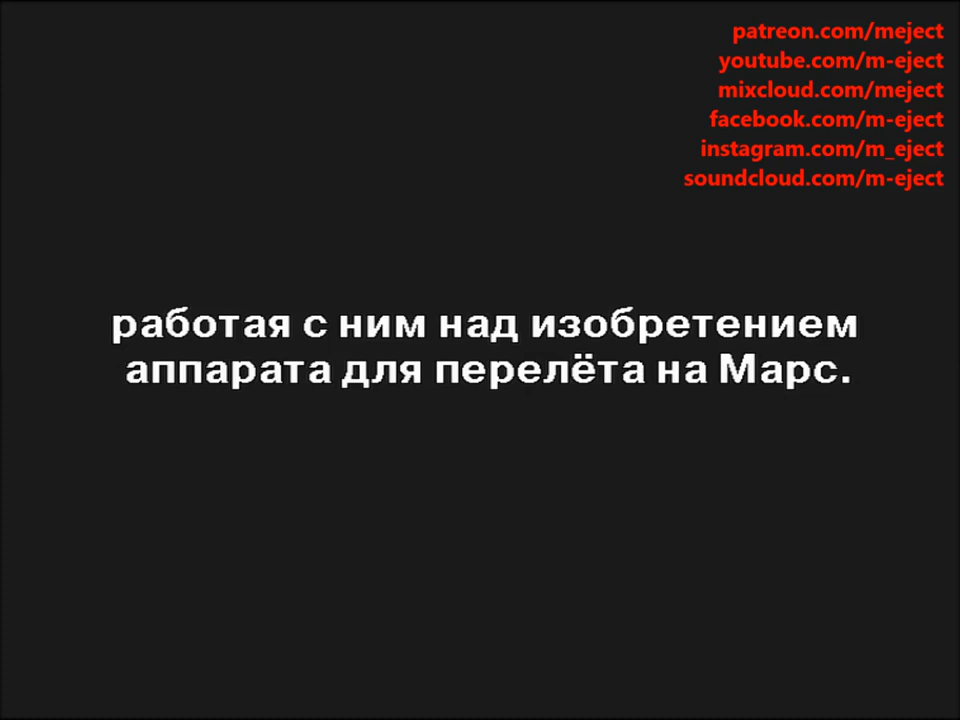 patreon.com/meject
youtube.com/m-eject
mixcloud.com/meject
facebook.com/m-eject
instagram.com/m_eject
soundcloud.com/m-eject
работая с ним над изобретением
аппарата для перелёта на Марс.